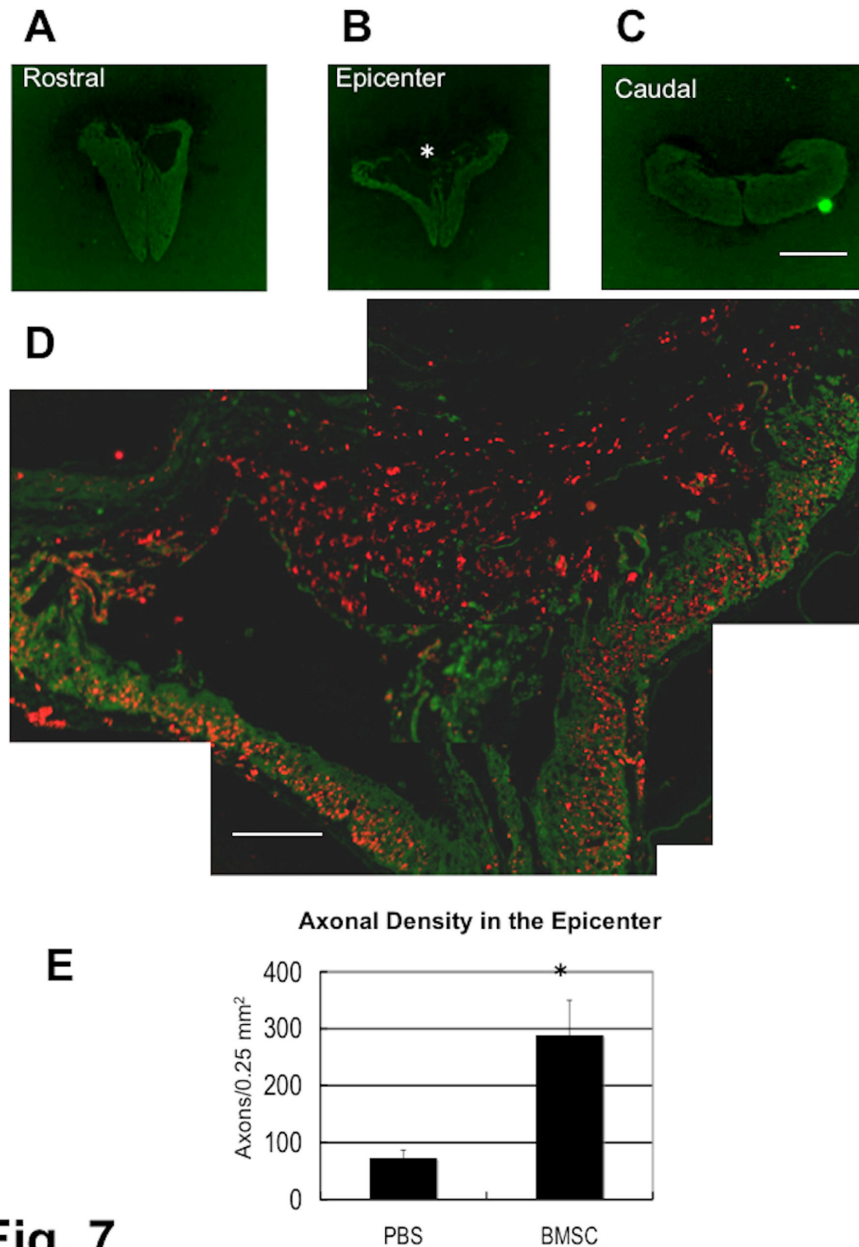 A
B
C
Rostral
Epicenter
*
Caudal
D
Axonal Density in the Epicenter
E
Axons/0.25 mm²
400
300
200
100
0
*
PBS
BMSC
Fig. 7